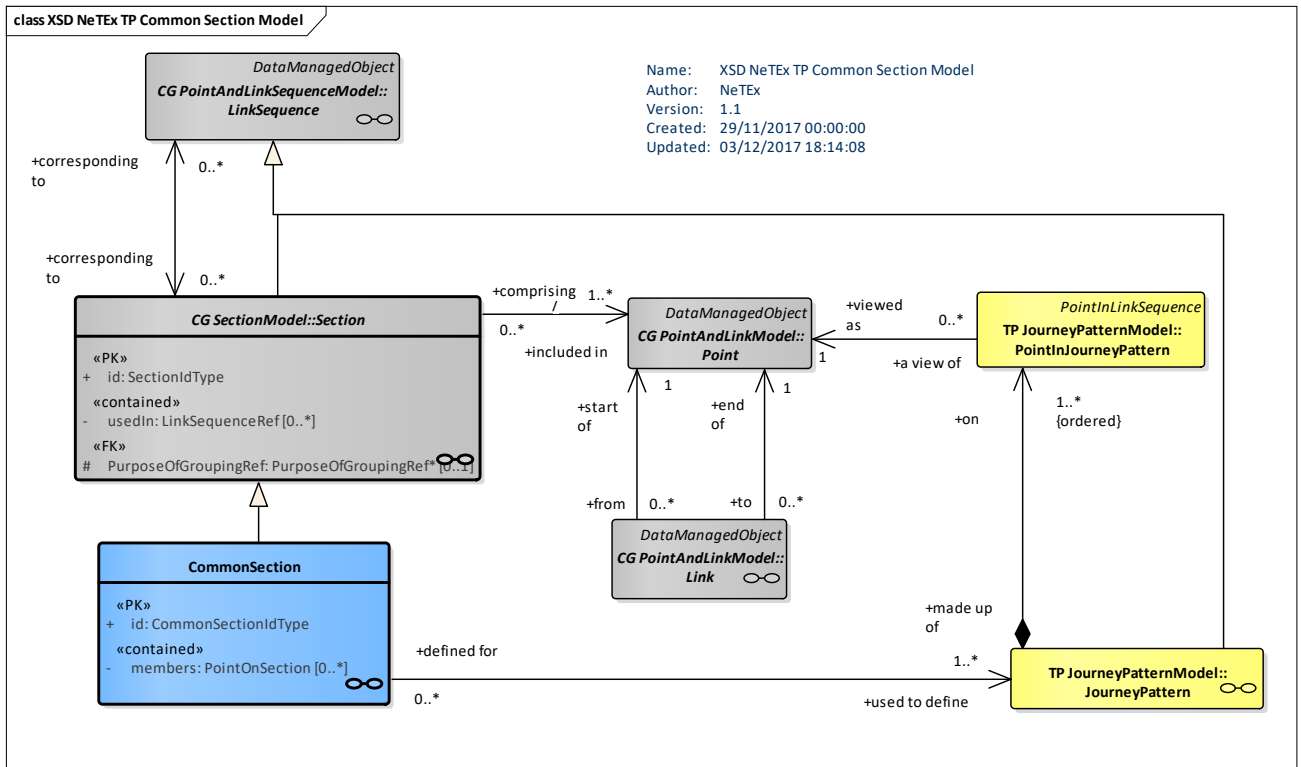 class XSD NeTEx TP Common Section Model
DataManagedObject
CG PointAndLinkSequenceModel::
LinkSequence
Name: XSD NeTEx TP Common Section Model
Author: NeTEx
Version: 1.1
Created: 29/11/2017 00:00:00
Updated: 03/12/2017 18:14:08
+corresponding
to
0..*
+corresponding
to
0..*
CG SectionModel::Section
«PK»
+ id: SectionIdType
«contained»
- usedIn: LinkSequenceRef [0..*]
«FK»
# PurposeOfGroupingRef: PurposeOfGroupingRef* [0..1]
+comprising
/
1..*
0..*
+included in
DataManagedObject
CG PointAndLinkModel::
Point
+viewed
as
0..*
1
+a view of
PointInLinkSequence
TP JourneyPatternModel::
PointInJourneyPattern
+start
of
1
+end
of
1
+on
1..*
{ordered}
+from
0..*
+to
0..*
DataManagedObject
CG PointAndLinkModel::
Link
CommonSection
«PK»
+ id: CommonSectionIdType
«contained»
- members: PointOnSection [0..*]
+defined for
0..*
+made up
of
1..*
+used to define
TP JourneyPatternModel::
JourneyPattern